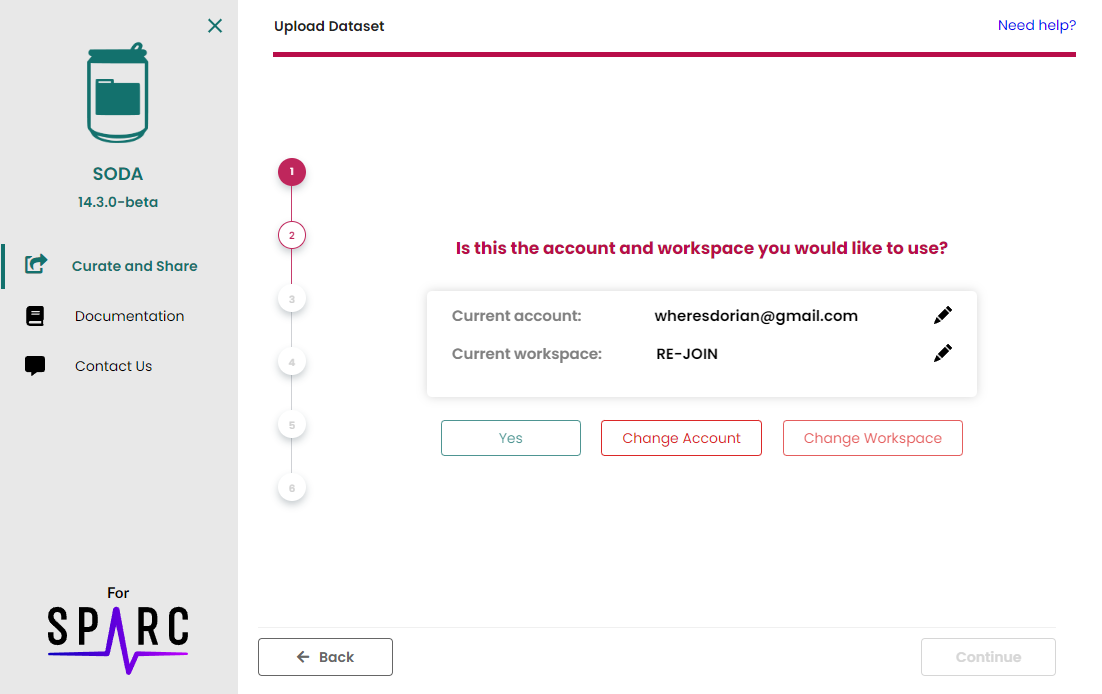 Upload Dataset
Need help?
SODA
14.3.0-beta
Curate and Share
Documentation
Contact Us
For
SPARC
1
2
3
4
5
6
Is this the account and workspace you would like to use?
Current account: wheresdorian@gmail.com
Current workspace: RE-JOIN
Yes Change Account Change Workspace
Back
Continue